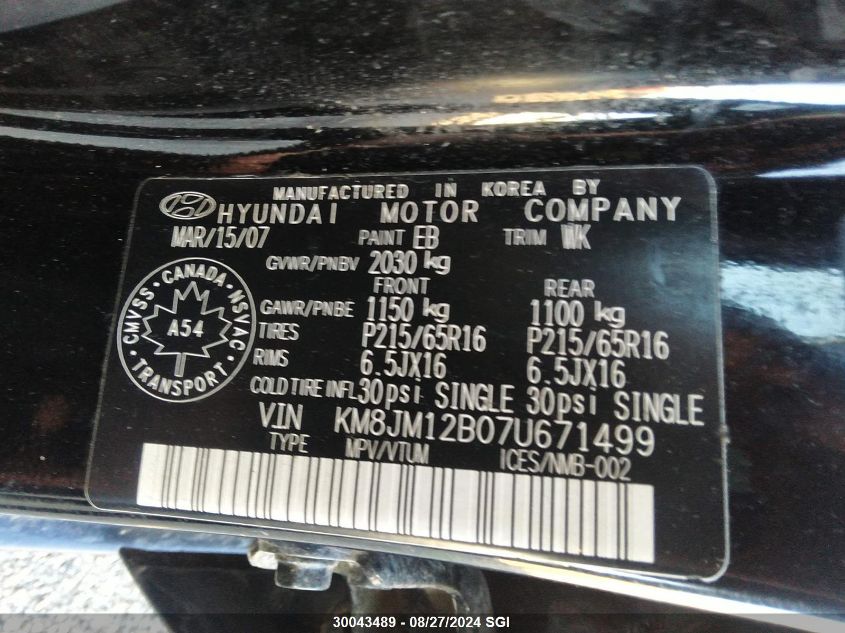 MANUFACTURED IN KOREA BY
HYUNDAI MOTOR COMPANY
MAR/15/07 PAINT EB TRIM WK
GVWR/PNBV 2030 kg
FRONT REAR
GAWR/PNBE 1150 kg 1100 kg
TIRES P215/65R16 P215/65R16
RIMS 6.5JX16 6.5JX16
COLD TIRE INFL 30psi SINGLE 30psi SINGLE
VIN KM8JM12B07U671499
TYPE MPV/VTUM ICES/NMB-002
CMVSS · CANADA · NSVAC
A54
· TRANSPORT ·
30043489 - 08/27/2024 SGI